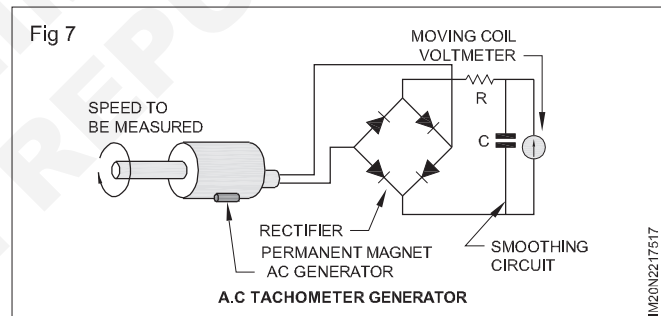 Fig 7
MOVING COIL
VOLTMETER
R
SPEED TO
BE MEASURED
C
RECTIFIER
PERMANENT MAGNET
AC GENERATOR
SMOOTHING
CIRCUIT
A.C TACHOMETER GENERATOR
IM20N2217517